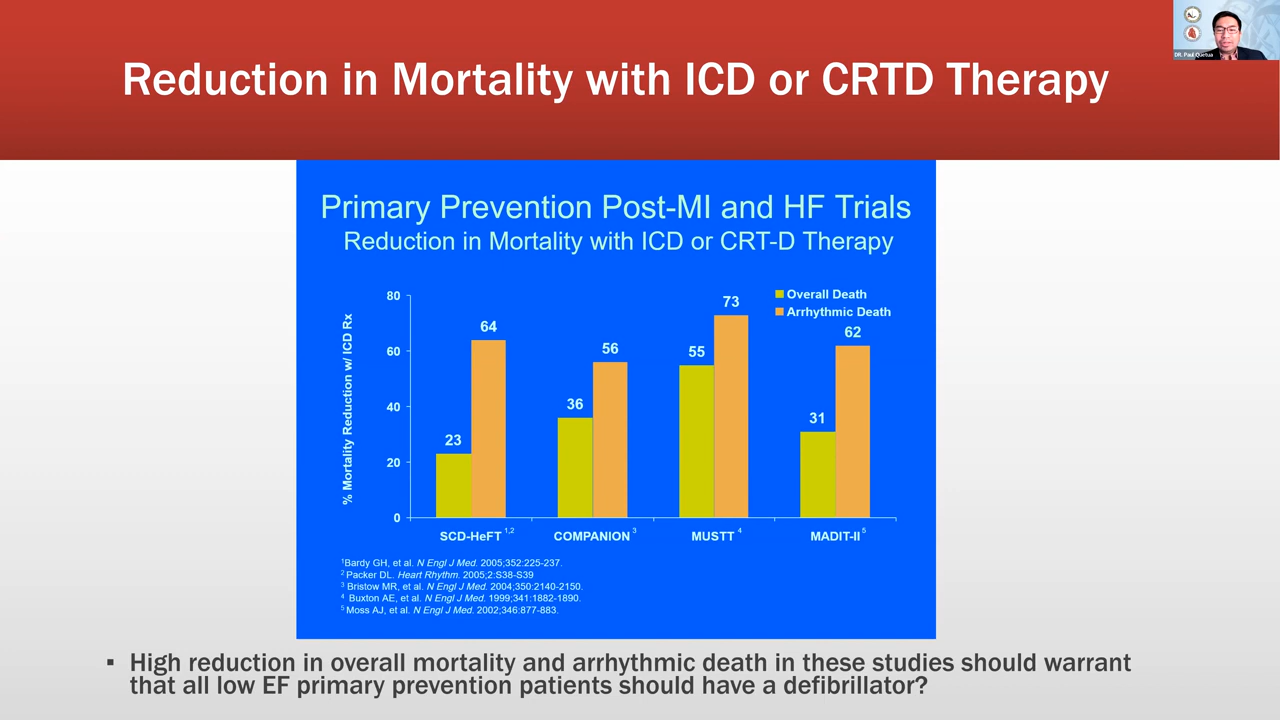 DR. Paul Quetua
Reduction in Mortality with ICD or CRTD Therapy
Primary Prevention Post-MI and HF Trials
Reduction in Mortality with ICD or CRT-D Therapy
% Mortality Reduction w/ ICD Rx
80
60
40
20
0
Overall Death
Arrhythmic Death
23
64
36
56
55
73
31
62
SCD-HeFT 1,2
COMPANION 3
MUSTT 4
MADIT-II 5
1Bardy GH, et al. N Engl J Med. 2005;352:225-237.
2 Packer DL. Heart Rhythm. 2005;2:S38-S39
3 Bristow MR, et al. N Engl J Med. 2004;350:2140-2150.
4 Buxton AE, et al. N Engl J Med. 1999;341:1882-1890.
5 Moss AJ, et al. N Engl J Med. 2002;346:877-883.
▪ High reduction in overall mortality and arrhythmic death in these studies should warrant
that all low EF primary prevention patients should have a defibrillator?